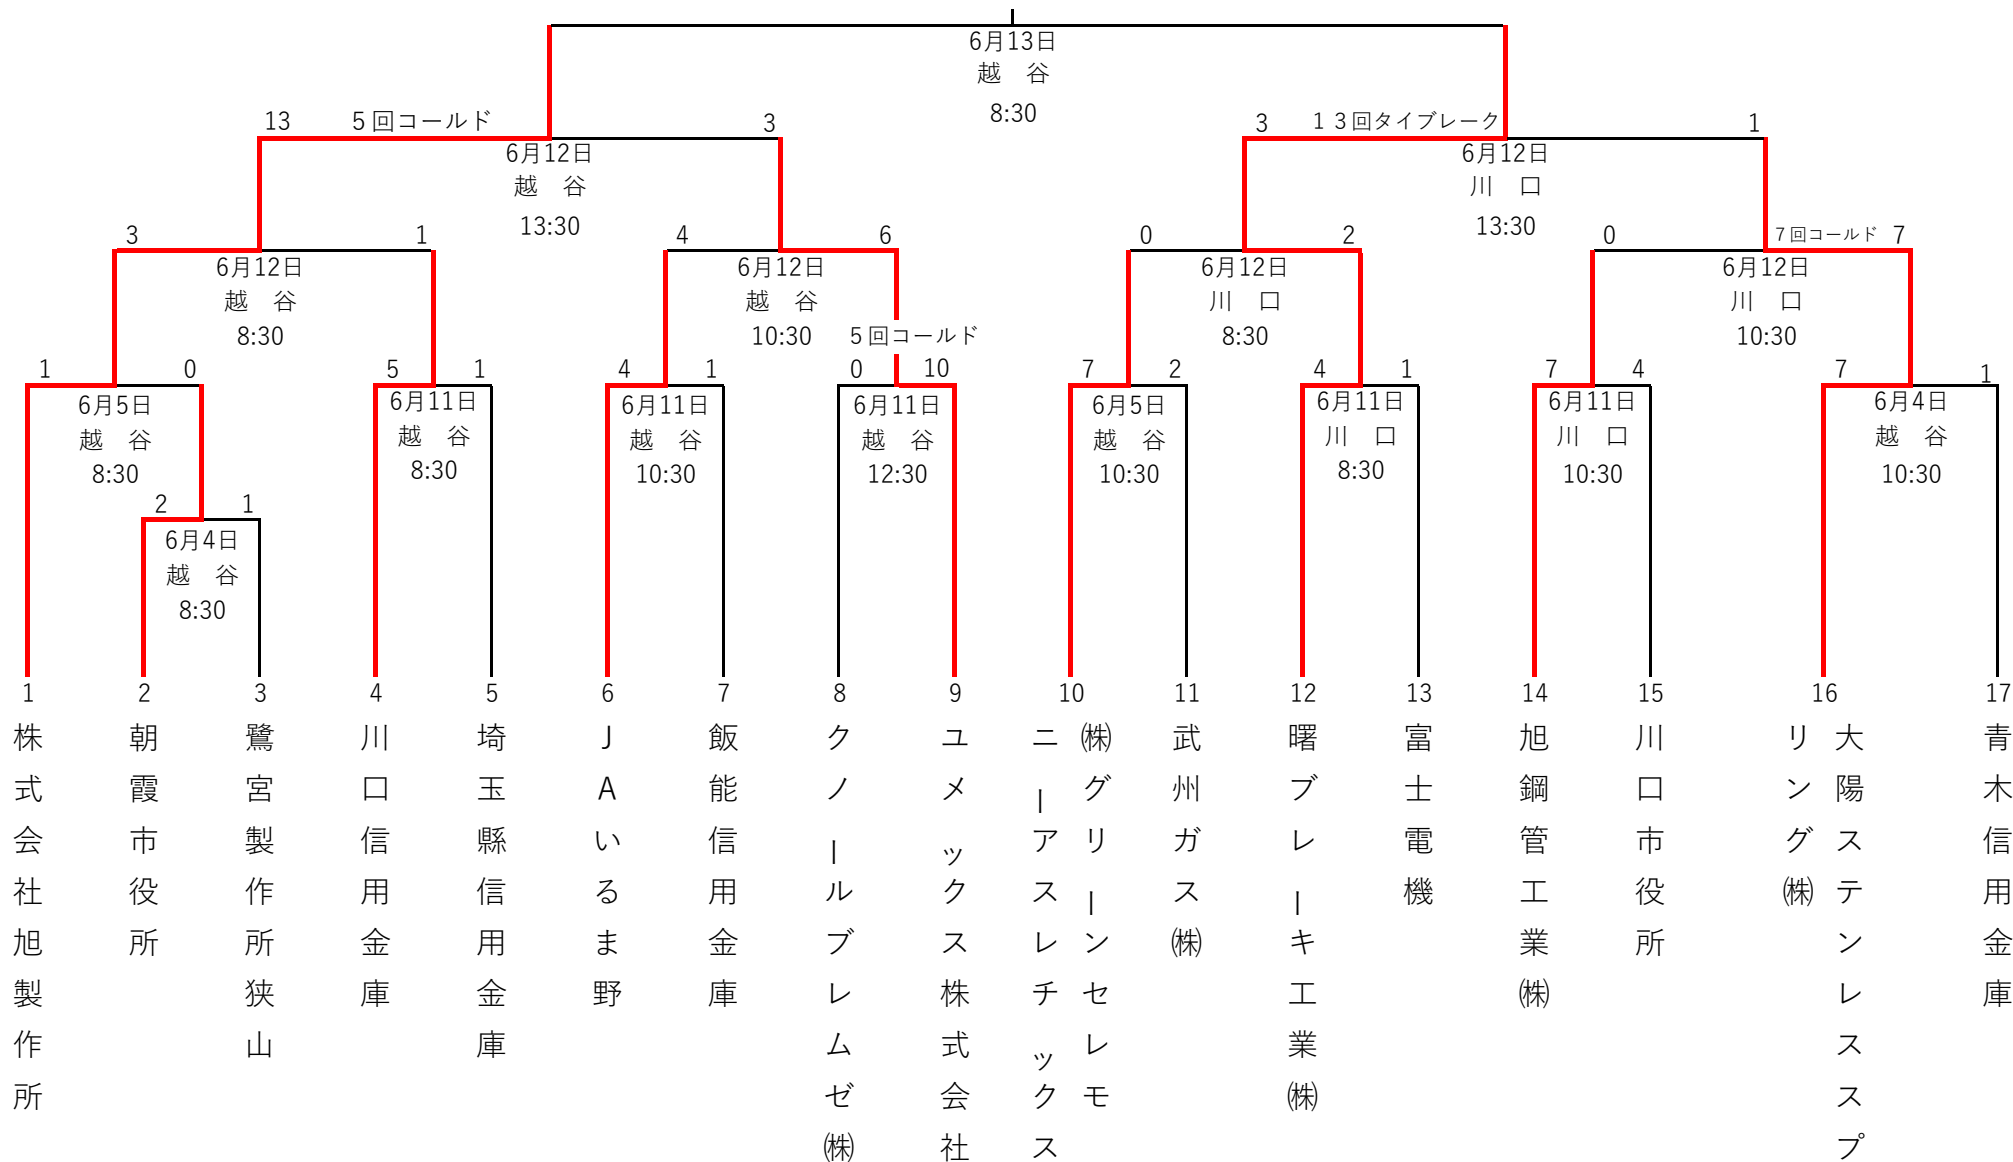 6月13日
越　谷
8:30
13
５回コールド
3
3
１３回タイブレーク
1
6月12日
越　谷
13:30
6月12日
川　口
13:30
3
1
4
6
0
2
0
７回コールド
7
6月12日
越　谷
8:30
6月12日
越　谷
10:30
6月12日
川　口
8:30
6月12日
川　口
10:30
５回コールド
1
0
5
1
4
1
0
10
7
2
4
1
7
4
7
1
6月5日
越　谷
8:30
6月11日
越　谷
8:30
6月11日
越　谷
10:30
6月11日
越　谷
12:30
6月5日
越　谷
10:30
6月11日
川　口
8:30
6月11日
川　口
10:30
6月4日
越　谷
10:30
2
1
6月4日
越　谷
8:30
1
株式会社旭製作所
2
朝霞市役所
3
鷺宮製作所狭山
4
川口信用金庫
5
埼玉縣信用金庫
6
ＪＡいるま野
7
飯能信用金庫
8
クノールブレムゼ㈱
9
ユメックス株式会社
10
㈱グリーンセレモ
ニーアスレチックス
11
武州ガス㈱
12
曙ブレーキ工業㈱
13
富士電機
14
旭鋼管工業㈱
15
川口市役所
16
大陽ステンレススプ
リング㈱
17
青木信用金庫